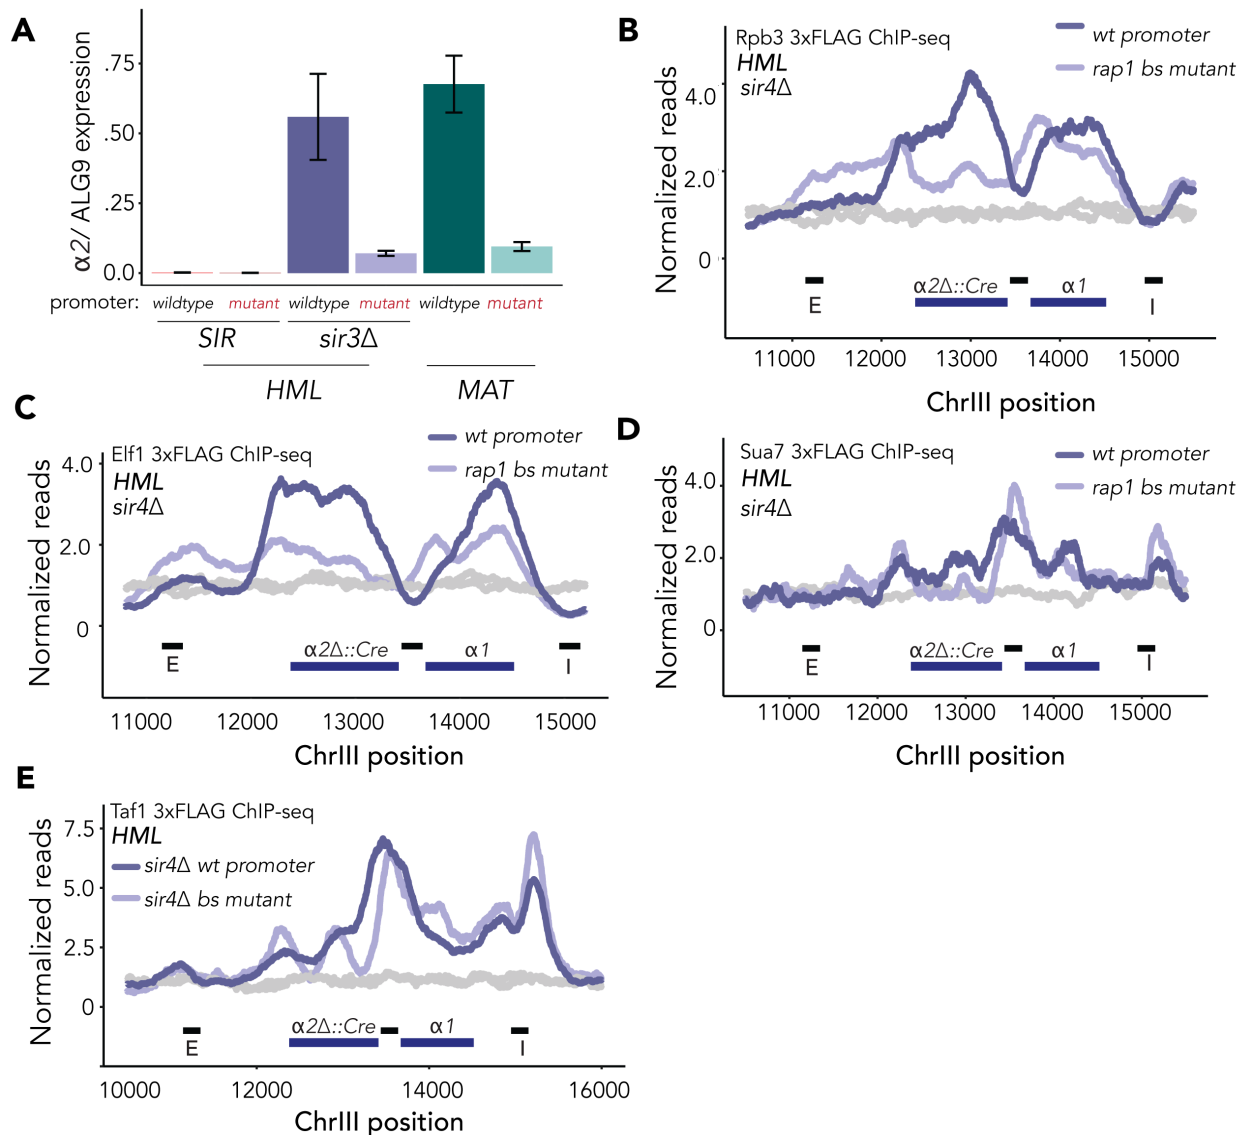 A
α2/ ALG9 expression
.75
.50
.25
0.0
promoter: wildtype mutant wildtype mutant wildtype mutant
SIR sir3Δ
HML MAT
B
Rpb3 3xFLAG ChIP-seq
HML
sir4Δ
wt promoter
rap1 bs mutant
Normalized reads
4.0
2.0
0
E α2Δ::Cre α1 I
11000 12000 13000 14000 15000
ChrIII position
C
Elf1 3xFLAG ChIP-seq
HML
sir4Δ
wt promoter
rap1 bs mutant
Normalized reads
4.0
2.0
0
E α2Δ::Cre α1 I
11000 12000 13000 14000 15000
ChrIII position
D
Sua7 3xFLAG ChIP-seq
HML
sir4Δ
wt promoter
rap1 bs mutant
Normalized reads
4.0
2.0
0
E α2Δ::Cre α1 I
11000 12000 13000 14000 15000
ChrIII position
E
Taf1 3xFLAG ChIP-seq
HML
sir4Δ wt promoter
sir4Δ bs mutant
Normalized reads
7.5
5.0
2.5
0
E α2Δ::Cre α1 I
10000 12000 14000 16000
ChrIII position